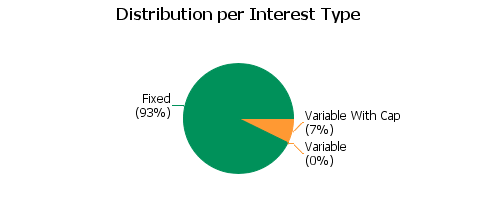 Distribution per Interest Type
Fixed
(93%)
Variable With Cap
(7%)
Variable
(0%)